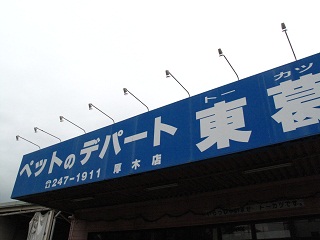 ペットのデパート 東葛
トー カツ
☎247-1911 厚木店